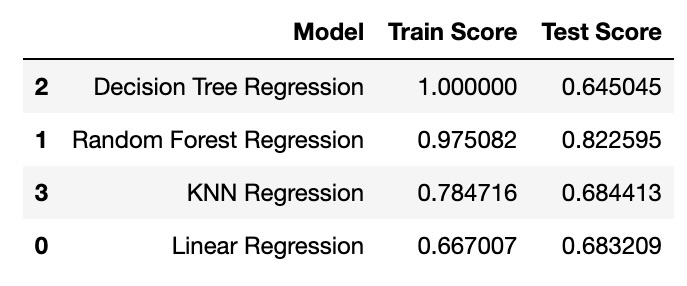 Model Train Score Test Score
2 Decision Tree Regression 1.000000 0.645045
1 Random Forest Regression 0.975082 0.822595
3 KNN Regression 0.784716 0.684413
0 Linear Regression 0.667007 0.683209